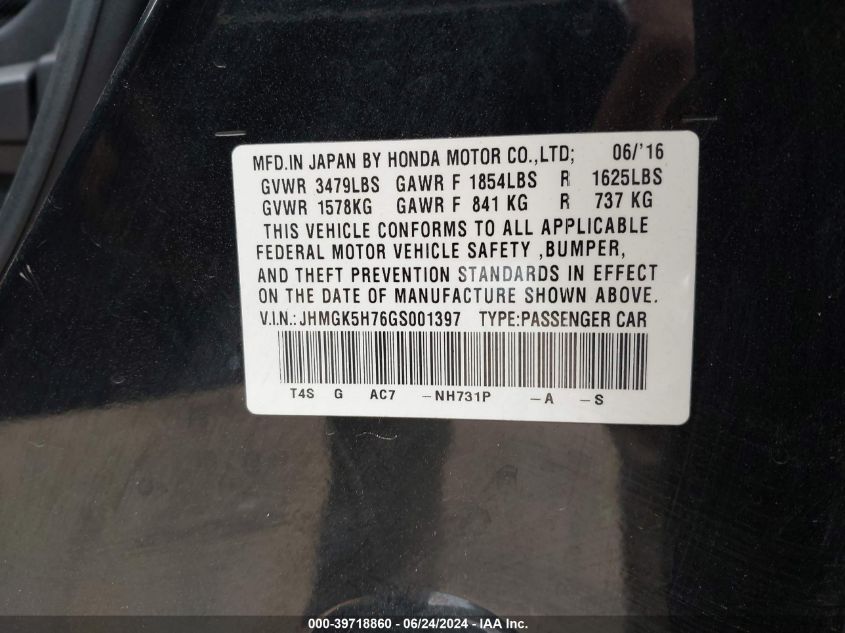 MFD.IN JAPAN BY HONDA MOTOR CO.,LTD; 06/'16
GVWR 3479LBS GAWR F 1854LBS R 1625LBS
GVWR 1578KG GAWR F 841 KG R 737 KG
THIS VEHICLE CONFORMS TO ALL APPLICABLE
FEDERAL MOTOR VEHICLE SAFETY ,BUMPER,
AND THEFT PREVENTION STANDARDS IN EFFECT
ON THE DATE OF MANUFACTURE SHOWN ABOVE.
V.I.N.: JHMGK5H76GS001397 TYPE:PASSENGER CAR
T4S G AC7 -NH731P -A -S
000-39718860 - 06/24/2024 - IAA Inc.